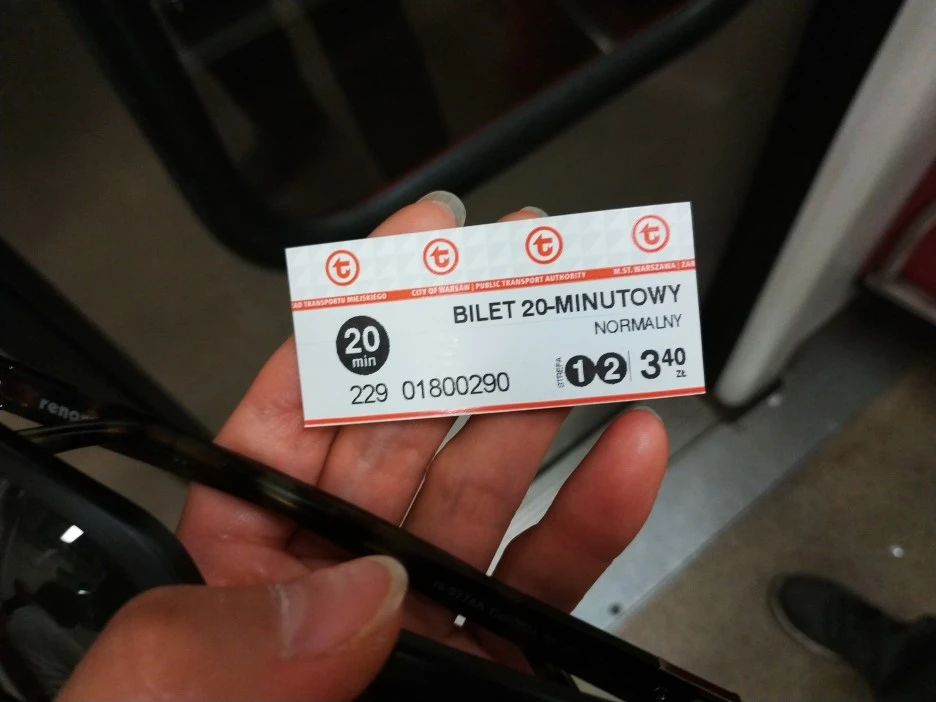 AD TRANSPORTU MIEJSKIEGO CITY OF WARSAW | PUBLIC TRANSPORT AUTHORITY M.ST. WARSZAWA | ZAR
BILET 20-MINUTOWY
NORMALNY
20
min
STREFA 1 2 3 40 ZŁ
229 01800290